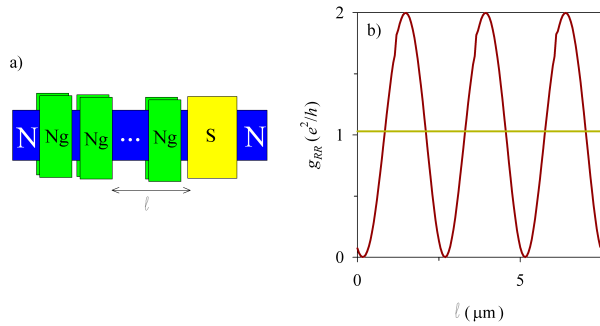 a)
N Ng Ng ... Ng S N
ℓ
b)
g_RR (e²/h)
2
1
0
0 5
ℓ (μm)